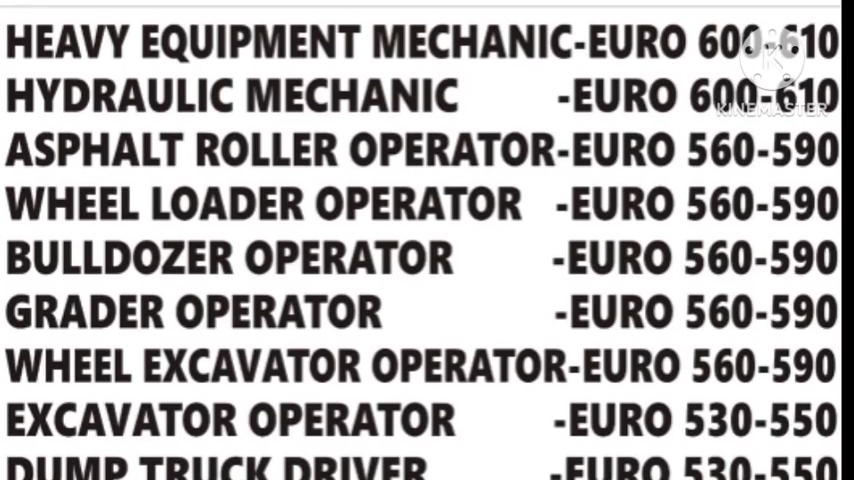 HEAVY EQUIPMENT MECHANIC-EURO 600-610
HYDRAULIC MECHANIC -EURO 600-610
KINEMASTER
ASPHALT ROLLER OPERATOR-EURO 560-590
WHEEL LOADER OPERATOR -EURO 560-590
BULLDOZER OPERATOR -EURO 560-590
GRADER OPERATOR -EURO 560-590
WHEEL EXCAVATOR OPERATOR-EURO 560-590
EXCAVATOR OPERATOR -EURO 530-550
DUMP TRUCK DRIVER -EURO 530-550